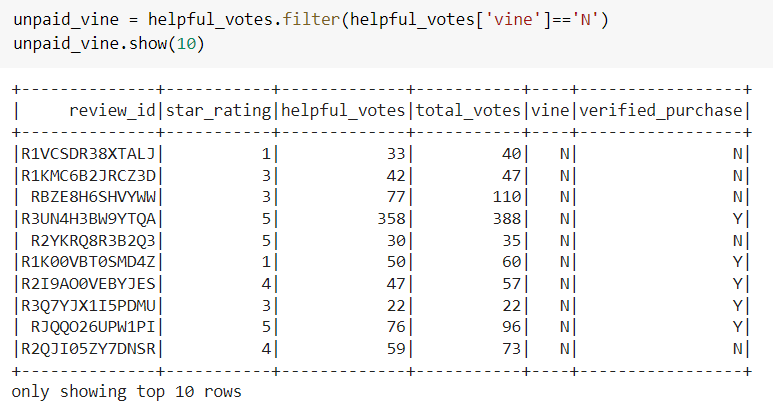 unpaid_vine = helpful_votes.filter(helpful_votes['vine']=='N')
unpaid_vine.show(10)
+--------------+-----------+-------------+-----------+----+-----------------+
|     review_id|star_rating|helpful_votes|total_votes|vine|verified_purchase|
+--------------+-----------+-------------+-----------+----+-----------------+
|R1VCSDR38XTALJ|          1|           33|         40|   N|                N|
|R1KMC6B2JRCZ3D|          3|           42|         47|   N|                N|
| RBZE8H6SHVYWW|          3|           77|        110|   N|                N|
|R3UN4H3BW9YTQA|          5|          358|        388|   N|                Y|
| R2YKRQ8R3B2Q3|          5|           30|         35|   N|                N|
|R1K00VBT0SMD4Z|          1|           50|         60|   N|                Y|
|R2I9AO0VEBYJES|          4|           47|         57|   N|                Y|
|R3Q7YJX1I5PDMU|          3|           22|         22|   N|                Y|
| RJQQO26UPW1PI|          5|           76|         96|   N|                Y|
|R2QJI05ZY7DNSR|          4|           59|         73|   N|                N|
+--------------+-----------+-------------+-----------+----+-----------------+
only showing top 10 rows